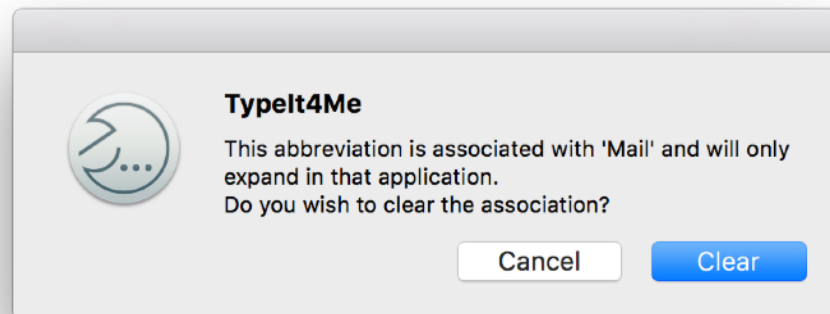 TypeIt4Me
This abbreviation is associated with 'Mail' and will only
expand in that application.
Do you wish to clear the association?
Cancel
Clear